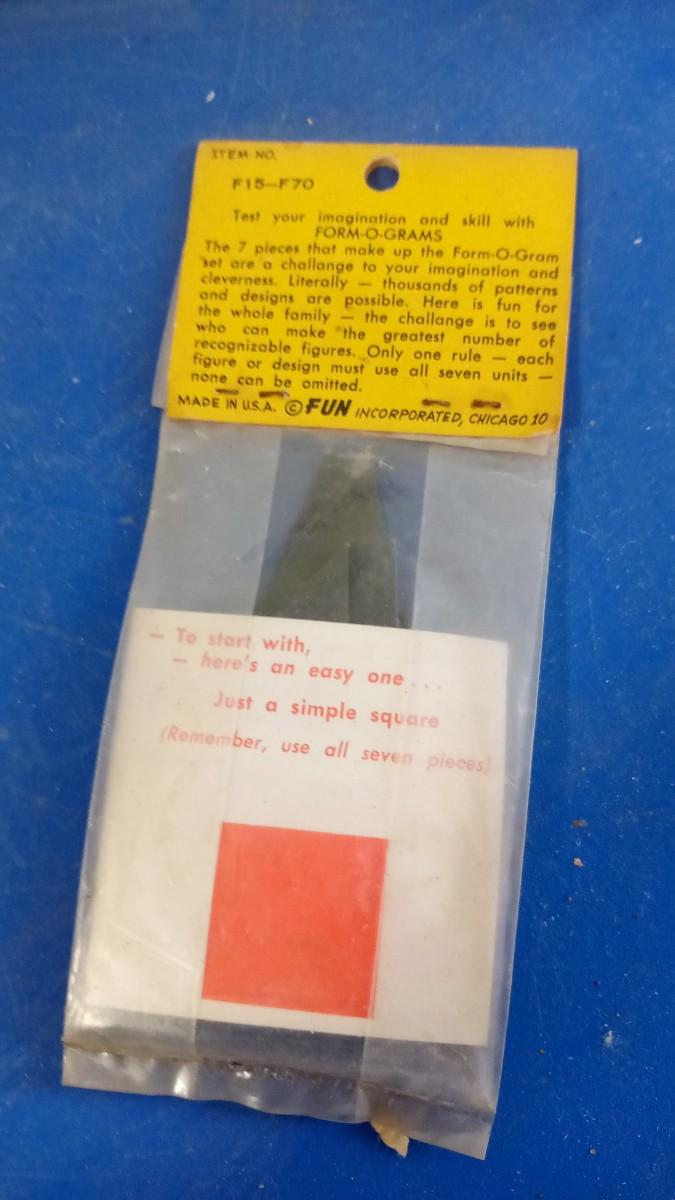 ITEM NO.
F15—F70
Test your imagination and skill with
FORM-O-GRAMS
The 7 pieces that make up the Form-O-Gram
set are a challange to your imagination and
cleverness. Literally — thousands of patterns
and designs are possible. Here is fun for
the whole family — the challange is to see
who can make the greatest number of
recognizable figures. Only one rule — each
figure or design must use all seven units —
none can be omitted.
MADE IN U.S.A. © FUN INCORPORATED, CHICAGO 10
— To start with,
— here's an easy one...
Just a simple square
(Remember, use all seven pieces)